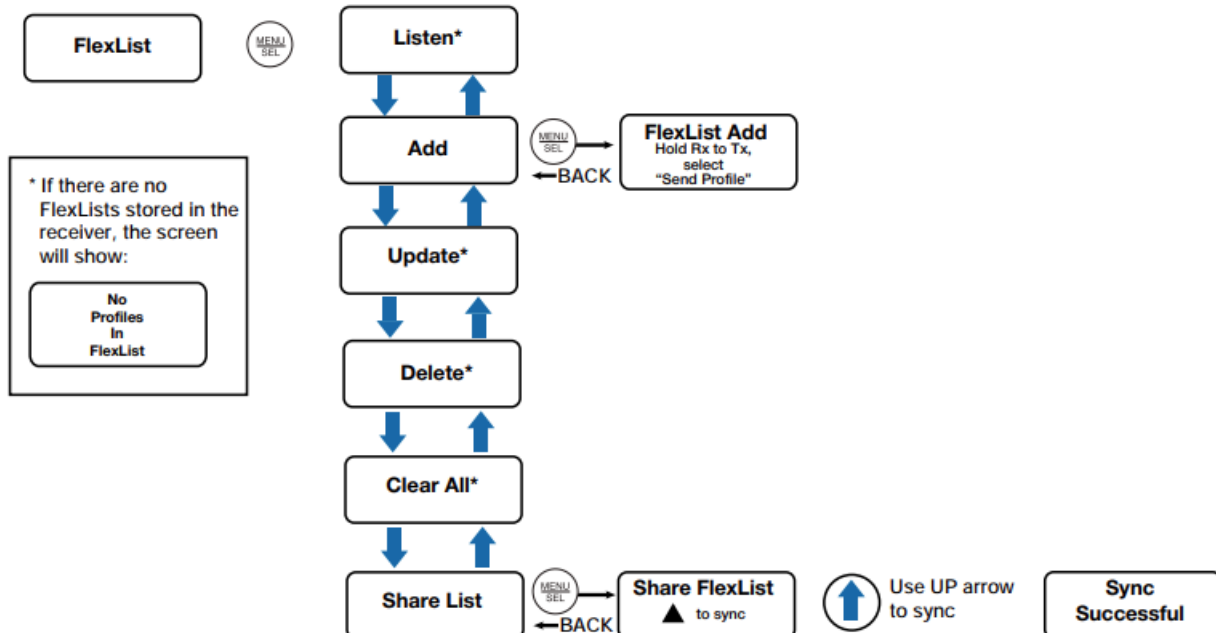 FlexList
MENU
SEL
Listen*
Add
MENU
SEL
BACK
FlexList Add
Hold Rx to Tx,
select
"Send Profile"
* If there are no
FlexLists stored in the
receiver, the screen
will show:
No
Profiles
In
FlexList
Update*
Delete*
Clear All*
Share List
MENU
SEL
BACK
Share FlexList
▲ to sync
Use UP arrow
to sync
Sync
Successful